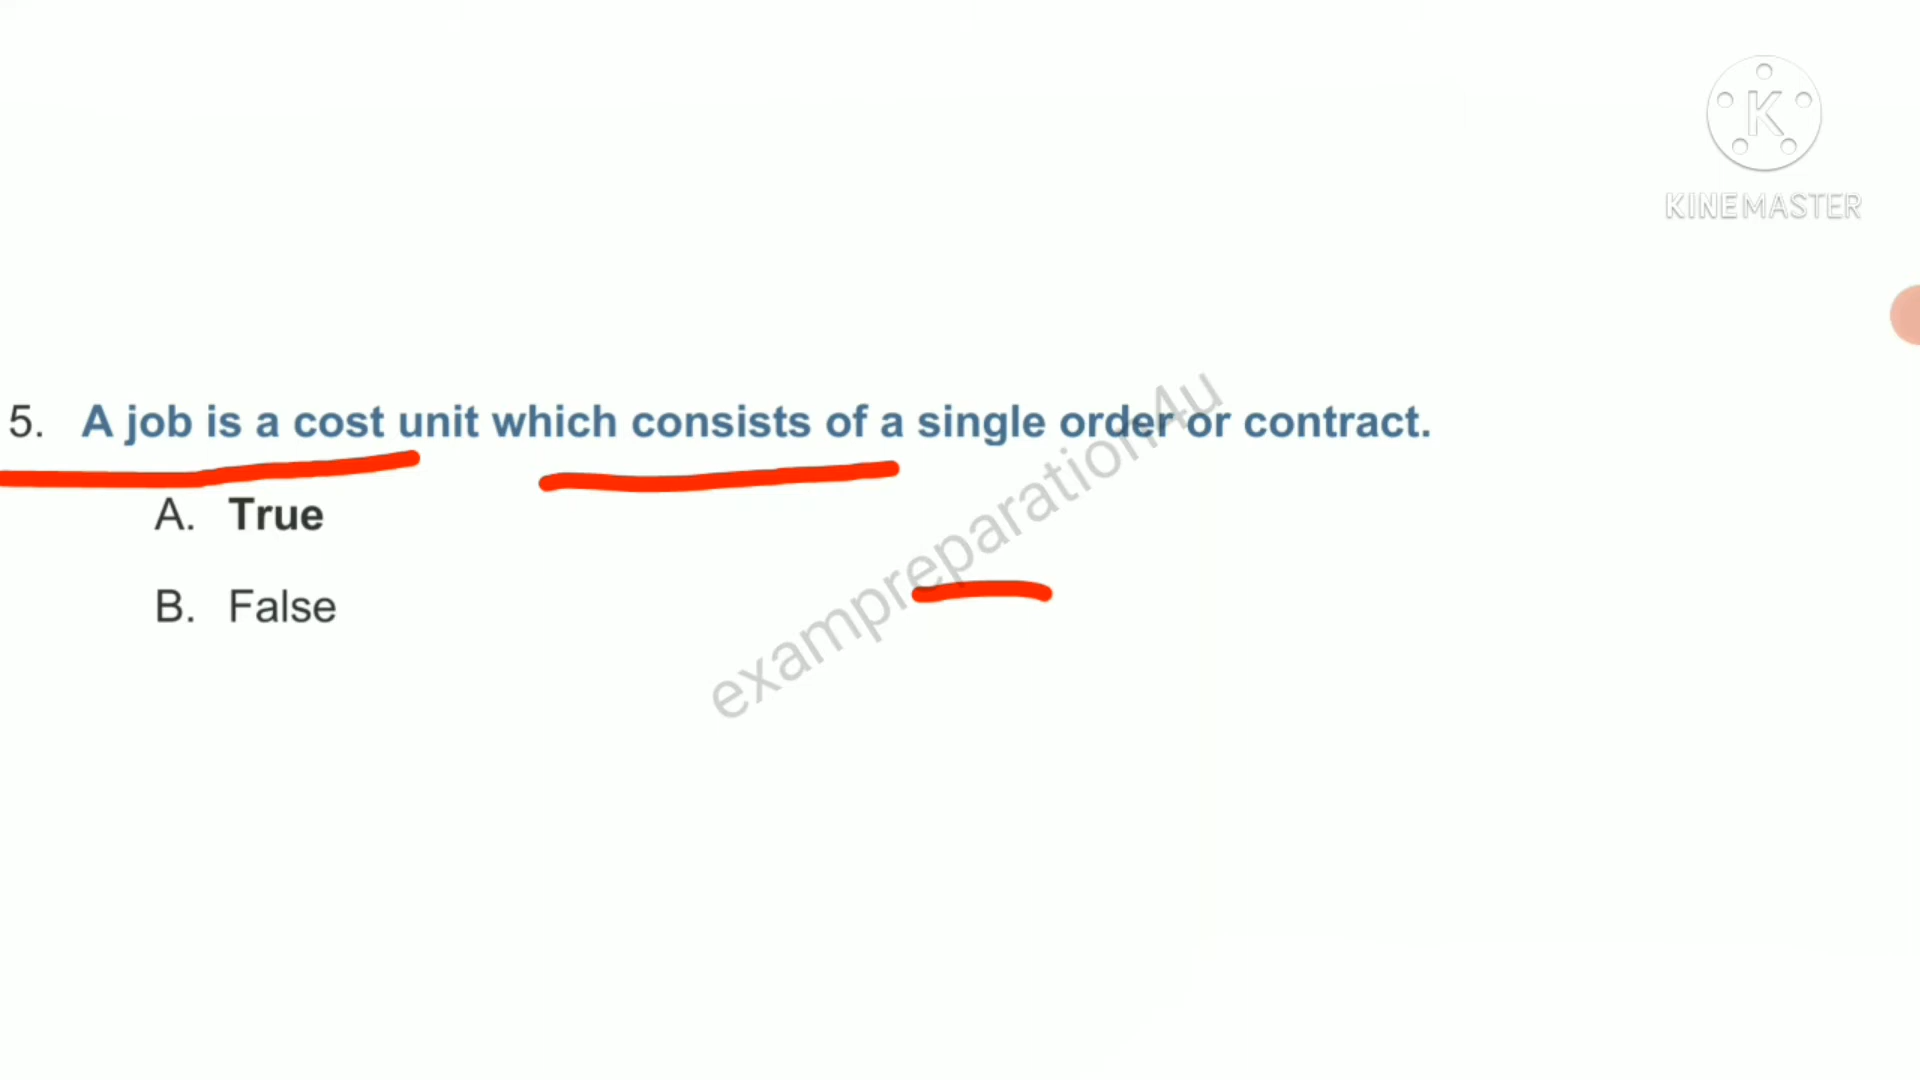 K
KINEMASTER
5. A job is a cost unit which consists of a single order or contract.
A. True
B. False
exampreparation4u